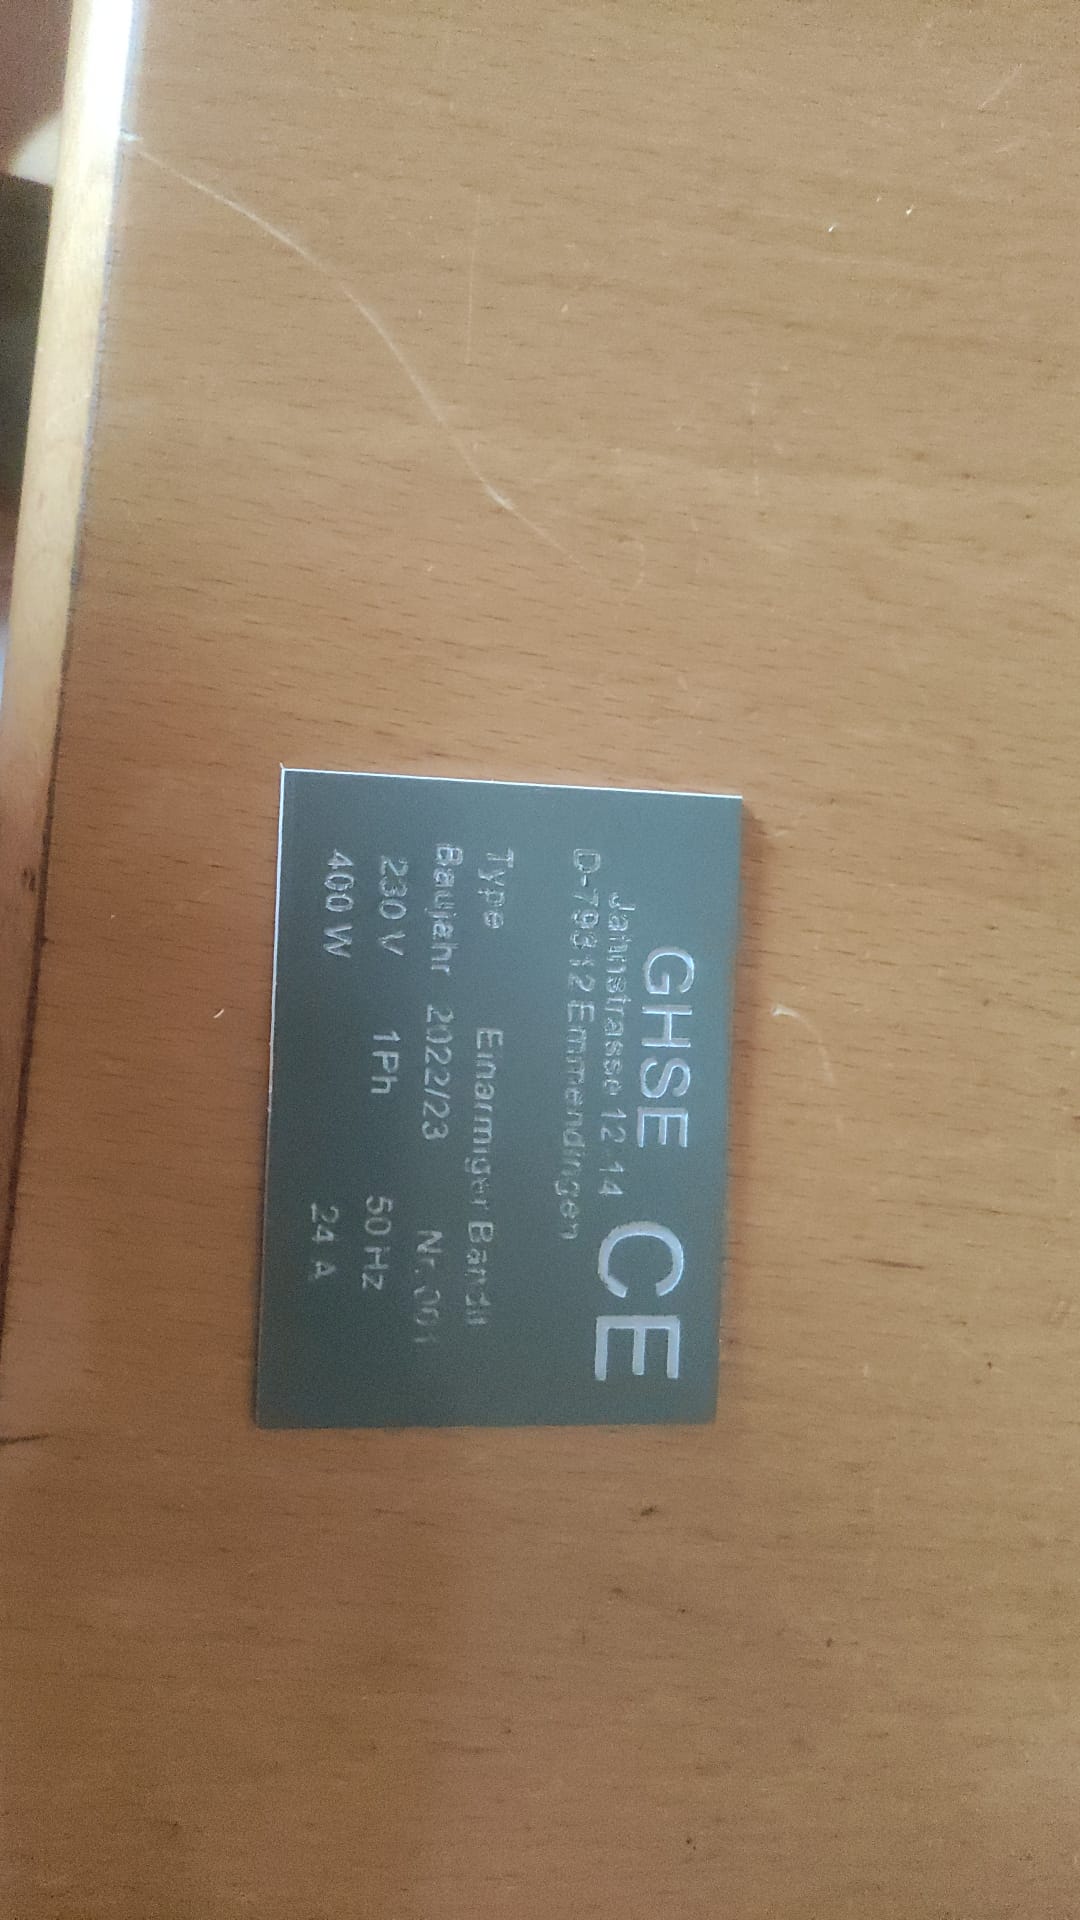 GHSE CE
Jahnstrasse 12-14
D-79312 Emmendingen
Type Einarmiger Bandit
Baujahr 2022/23 Nr. 001
230 V 1Ph 50 Hz
400 W 24 A